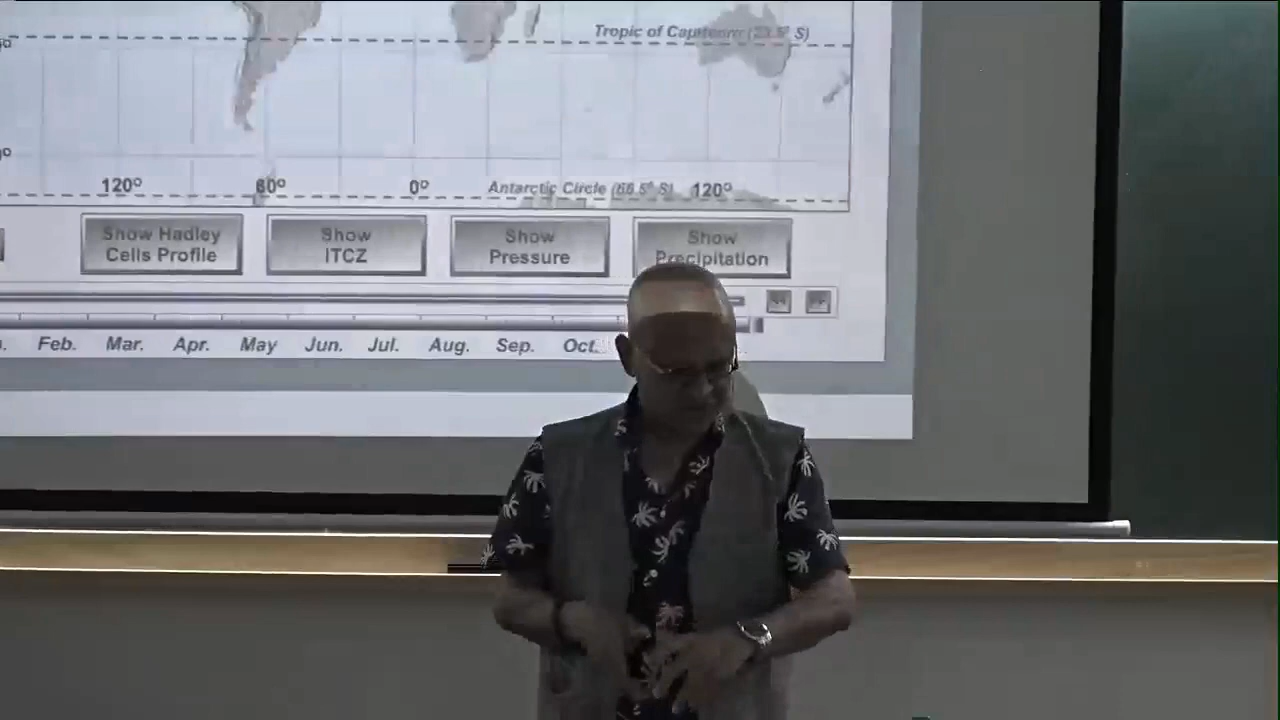 Tropic of Capricorn (23.5° S)
120° 60° 0° Antarctic Circle (66.5° S) 120°
Show Hadley
Cells Profile
Show
ITCZ
Show
Pressure
Show
Precipitation
Feb. Mar. Apr. May Jun. Jul. Aug. Sep. Oct.